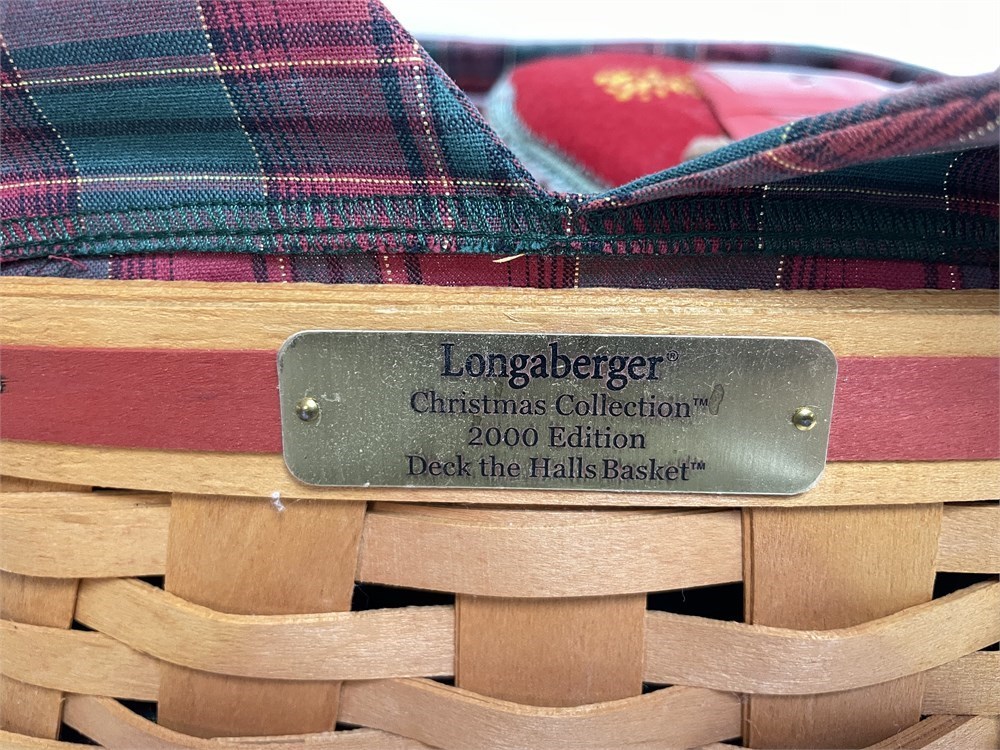 Longaberger®
Christmas Collection™
2000 Edition
Deck the Halls Basket™